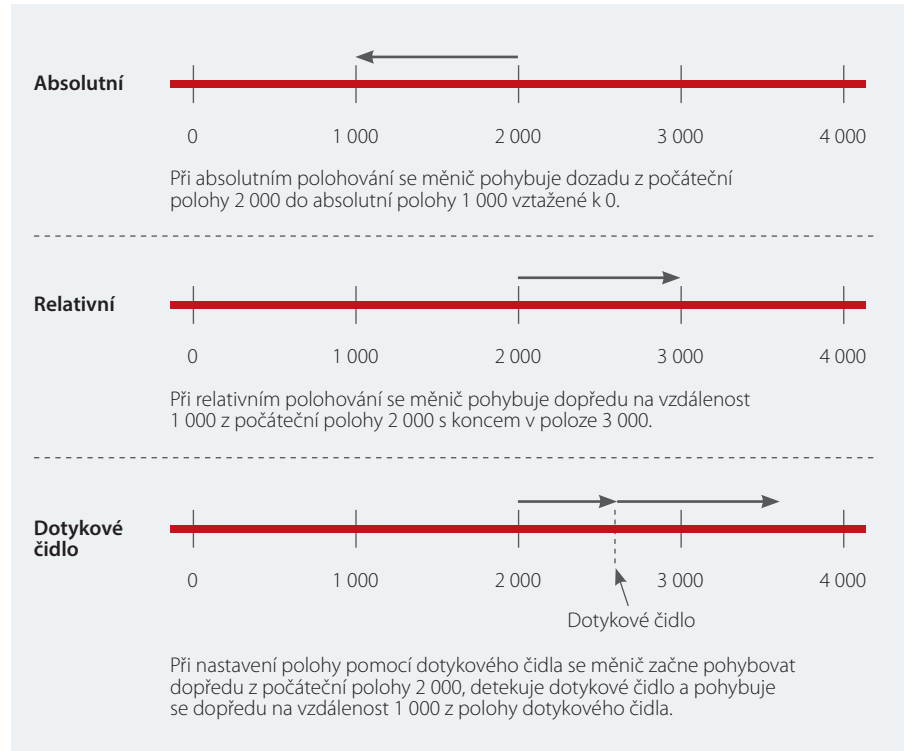 Absolutní
0 1 000 2 000 3 000 4 000
Při absolutním polohování se měnič pohybuje dozadu z počáteční
polohy 2 000 do absolutní polohy 1 000 vztažené k 0.
Relativní
0 1 000 2 000 3 000 4 000
Při relativním polohování se měnič pohybuje dopředu na vzdálenost
1 000 z počáteční polohy 2 000 s koncem v poloze 3 000.
Dotykové
čidlo
0 1 000 2 000 3 000 4 000
Dotykové čidlo
Při nastavení polohy pomocí dotykového čidla se měnič začne pohybovat
dopředu z počáteční polohy 2 000, detekuje dotykové čidlo a pohybuje
se dopředu na vzdálenost 1 000 z polohy dotykového čidla.